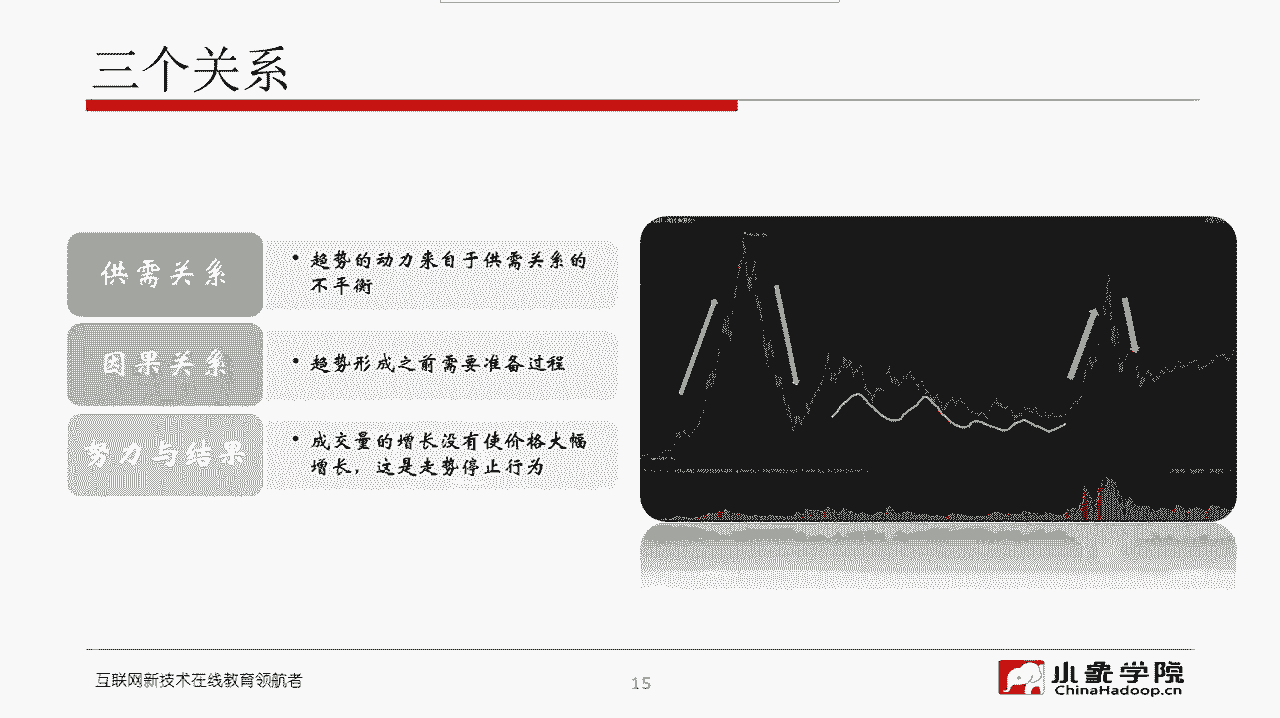 三个关系
供需关系
• 趋势的动力来自于供需关系的
不平衡
因果关系
• 趋势形成之前需要准备过程
努力与结果
• 成交量的增长没有使价格大幅
增长，这是走势停止行为
互联网新技术在线教育领航者
15
小象学院
ChinaHadoop.cn